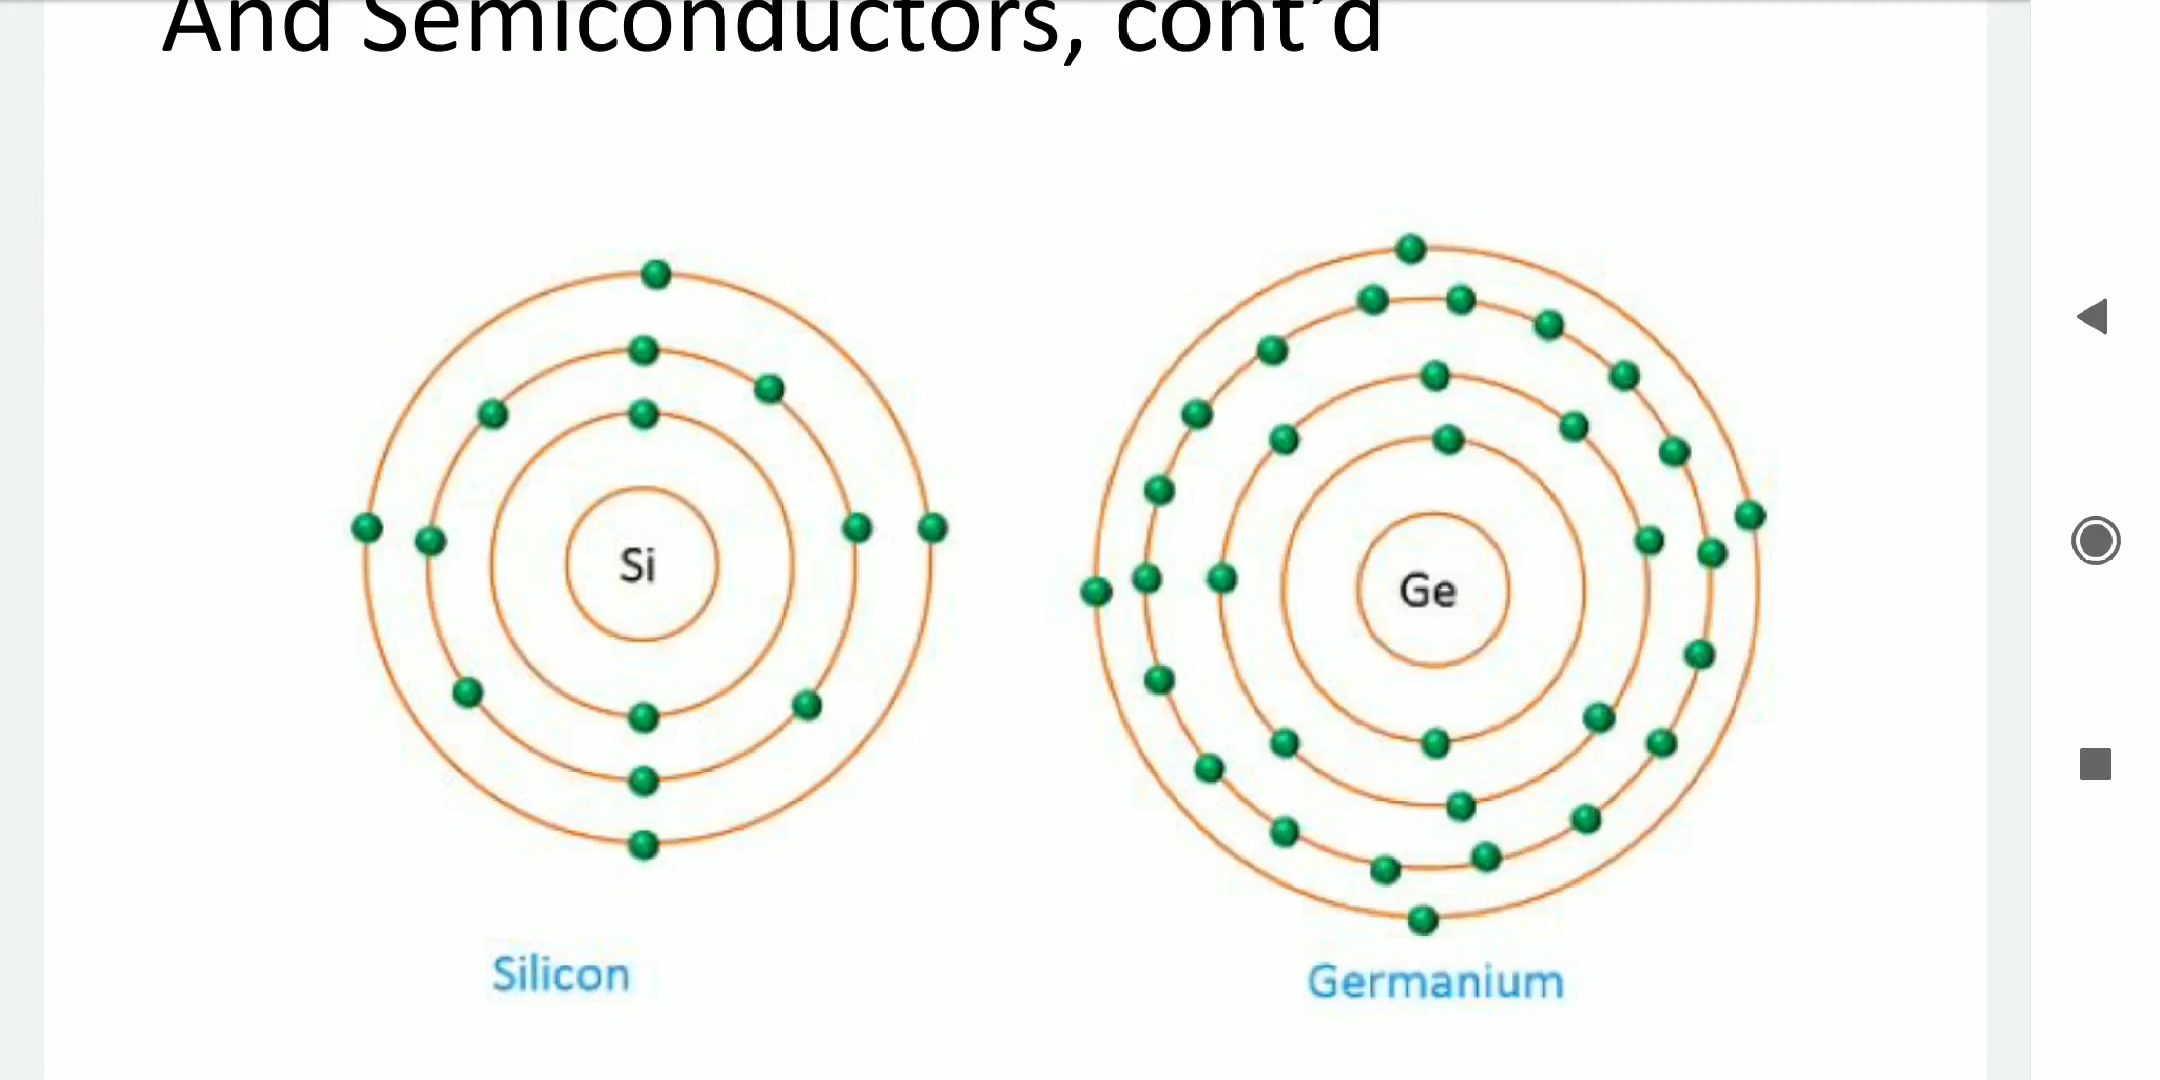 And Semiconductors, cont’d
Si
Ge
Silicon
Germanium